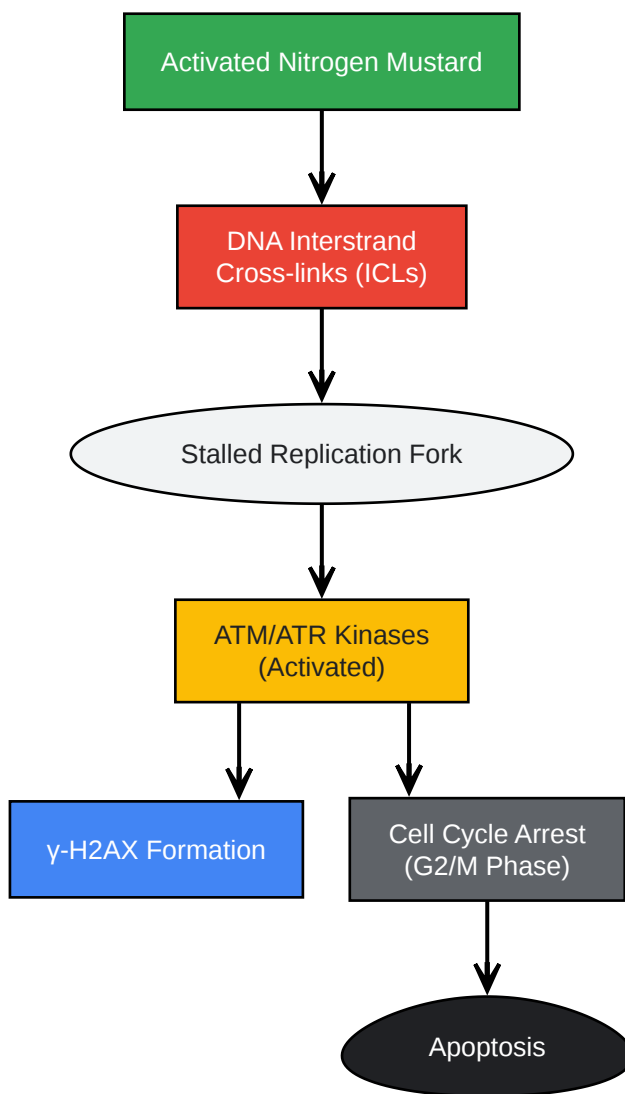 Activated Nitrogen Mustard
DNA Interstrand
Cross-links (ICLs)
Stalled Replication Fork
ATM/ATR Kinases
(Activated)
γ-H2AX Formation
Cell Cycle Arrest
(G2/M Phase)
Apoptosis